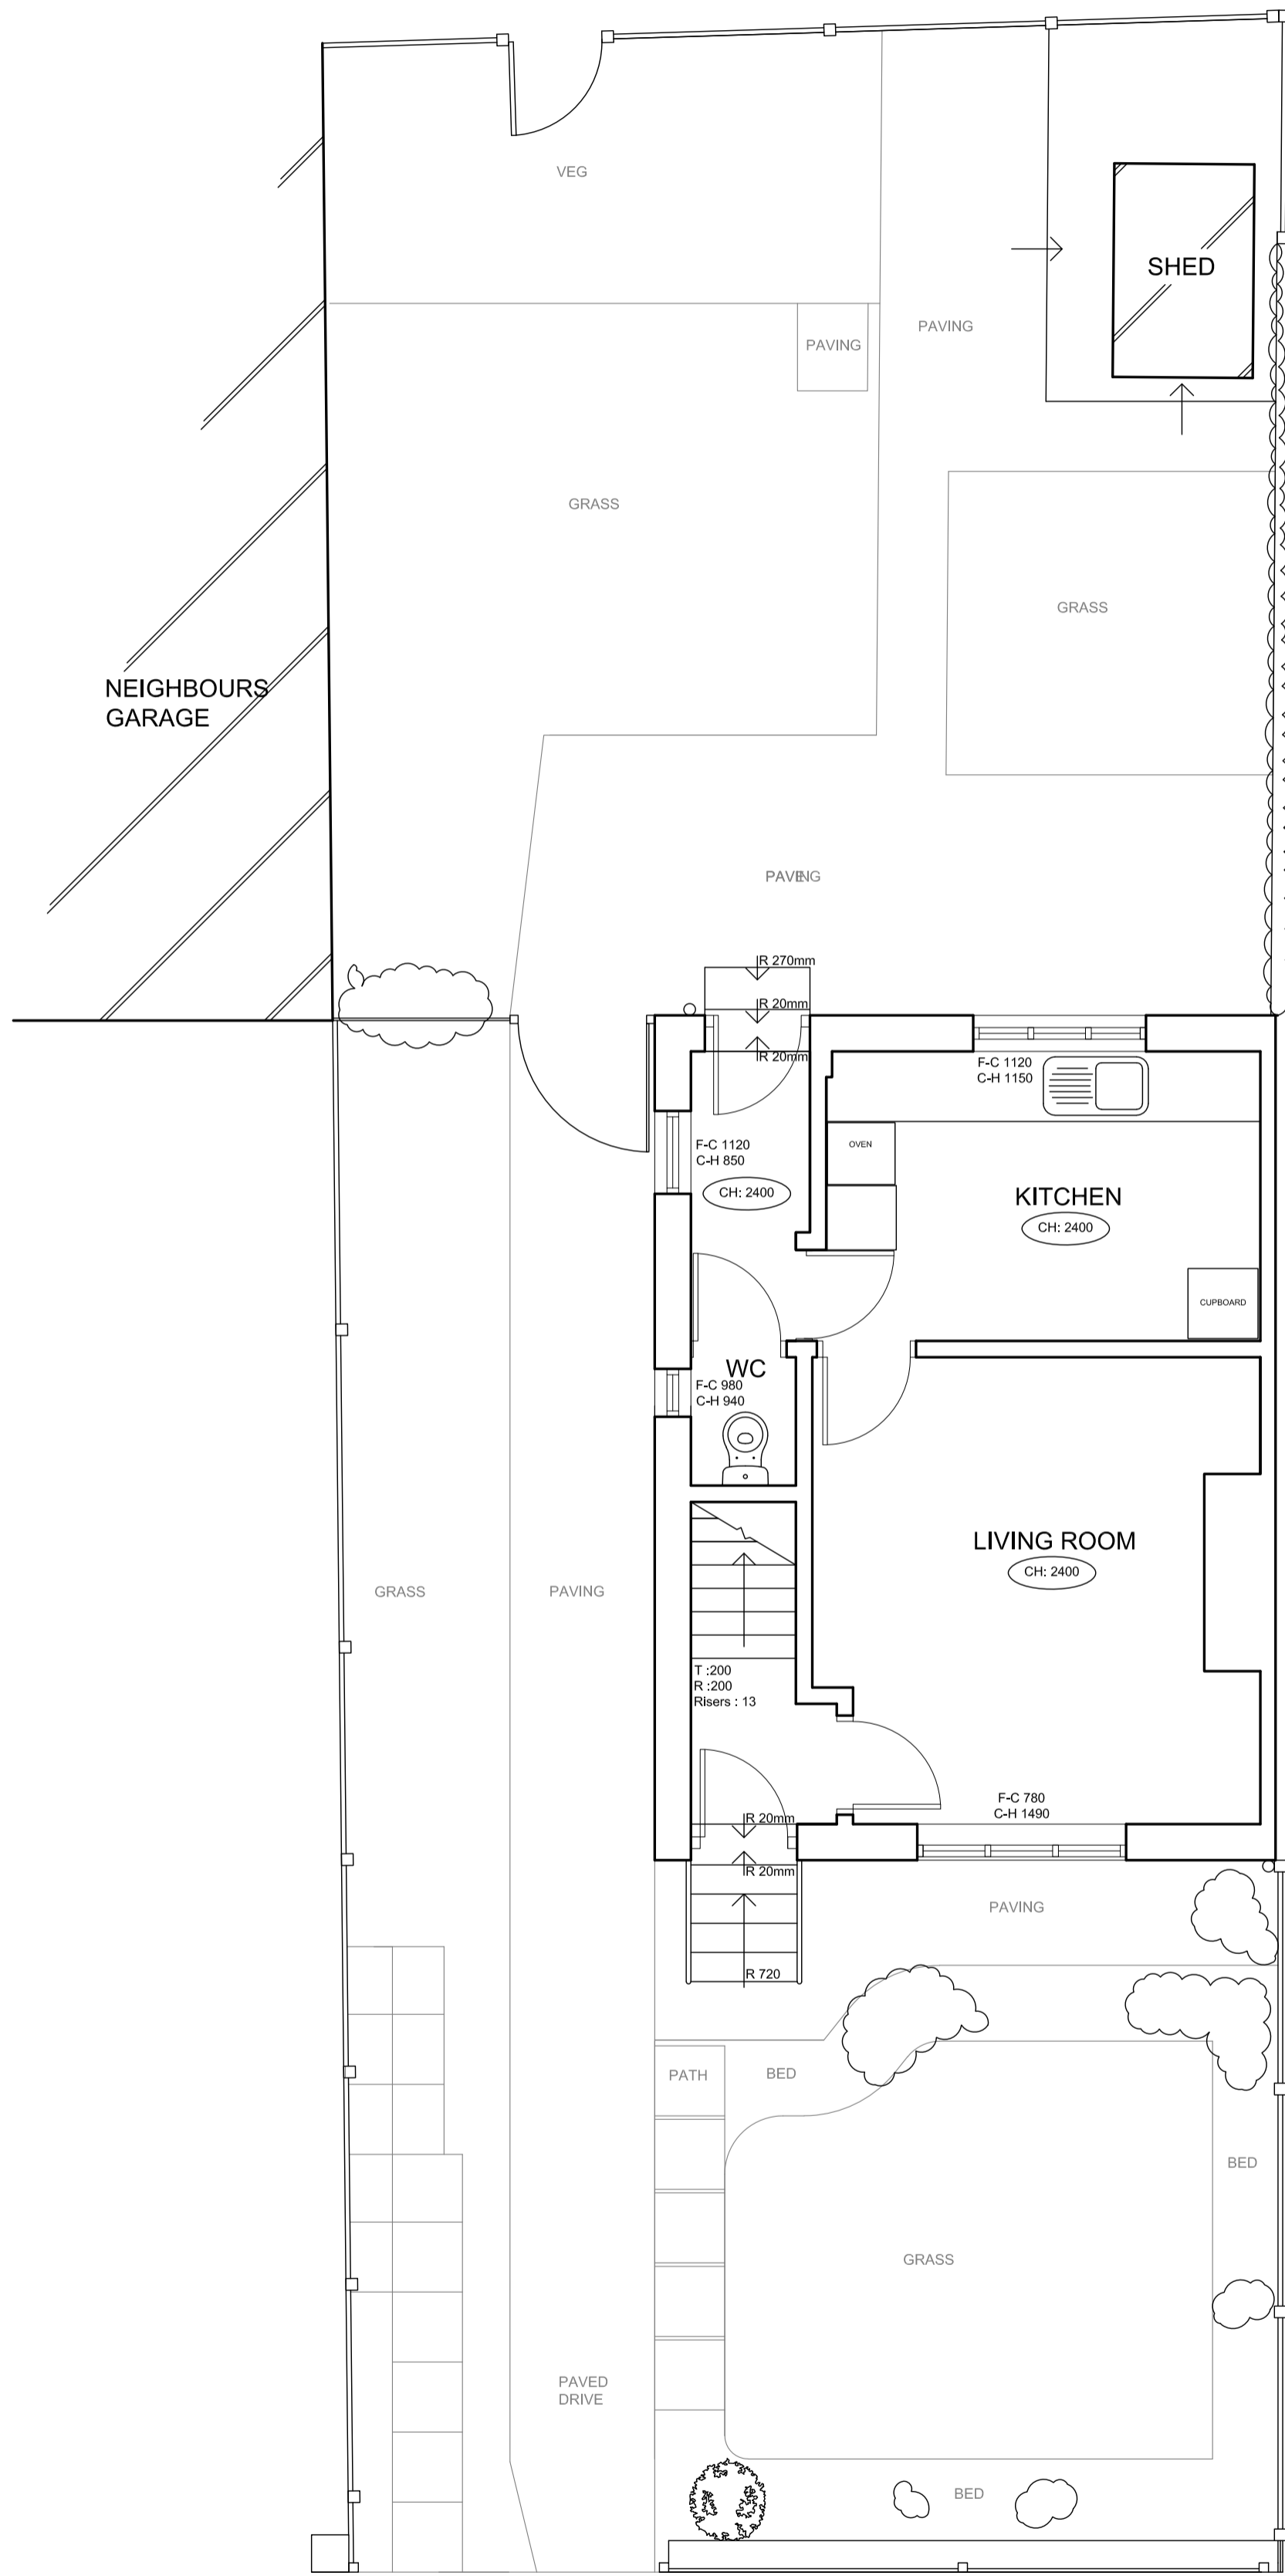 VEG
SHED
PAVING
PAVING
GRASS
GRASS
NEIGHBOURS
GARAGE
PAVING
R 270mm
R 20mm
R 20mm
F-C 1120
C-H 1150
OVEN
F-C 1120
C-H 850
CH: 2400
KITCHEN
CH: 2400
CUPBOARD
WC
F-C 980
C-H 940
LIVING ROOM
CH: 2400
GRASS
PAVING
T :200
R :200
Risers : 13
F-C 780
C-H 1490
R 20mm
R 20mm
PAVING
R 720
PATH
BED
BED
GRASS
PAVED
DRIVE
BED